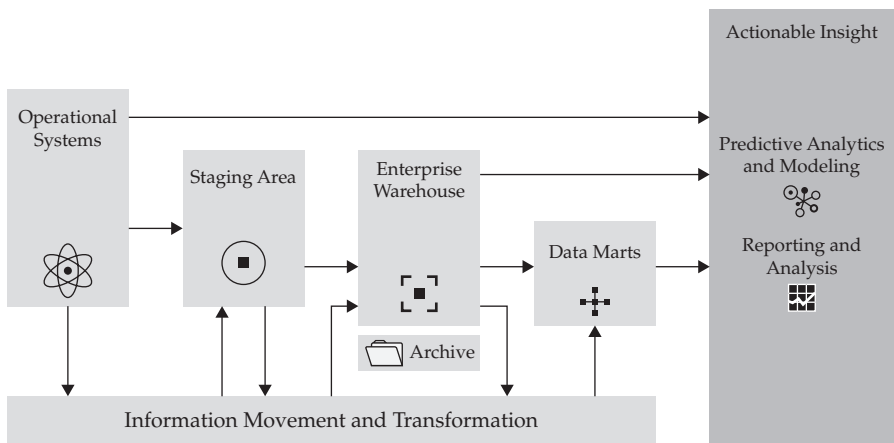 Actionable Insight
Operational
Systems
Staging Area
Enterprise
Warehouse
Predictive Analytics
and Modeling
Data Marts
Reporting and
Analysis
Archive
Information Movement and Transformation